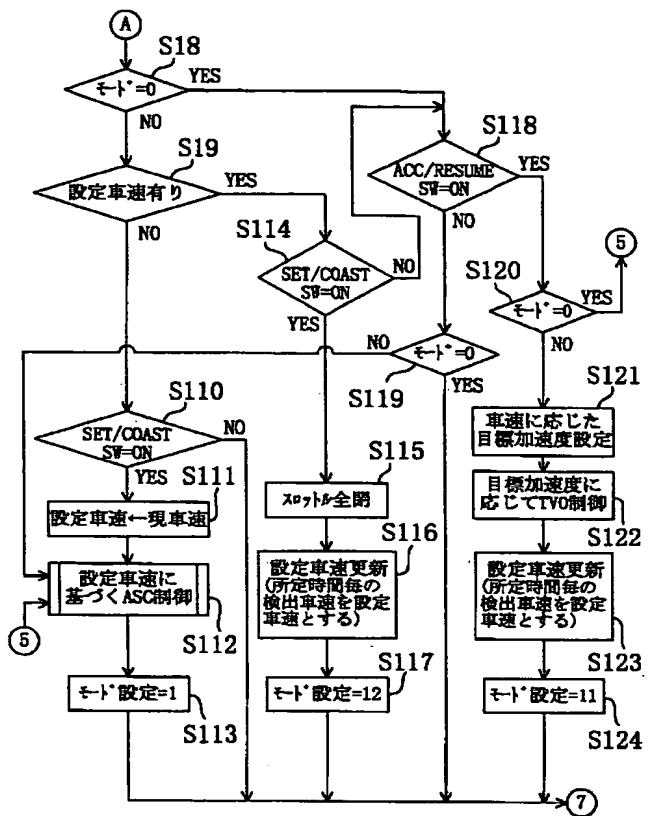 A
S18
モード=0
YES
NO
S19
設定車速有り
YES
NO
S114
SET/COAST
SW=ON
NO
YES
S118
ACC/RESUME
SW=ON
YES
NO
5
S120
モード=0
YES
NO
NO
モード=0
S119
YES
S110
SET/COAST
SW=ON
NO
YES
S111
設定車速←現車速
設定車速に
基づくASC制御
5
S112
モード設定=1
S113
S115
スロットル全閉
S116
設定車速更新
(所定時間毎の
検出車速を設定
車速とする)
S117
モード設定=12
S121
車速に応じた
目標加速度設定
目標加速度に
応じてTVO制御
S122
設定車速更新
(所定時間毎の
検出車速を設定
車速とする)
S123
モード設定=11
S124
7